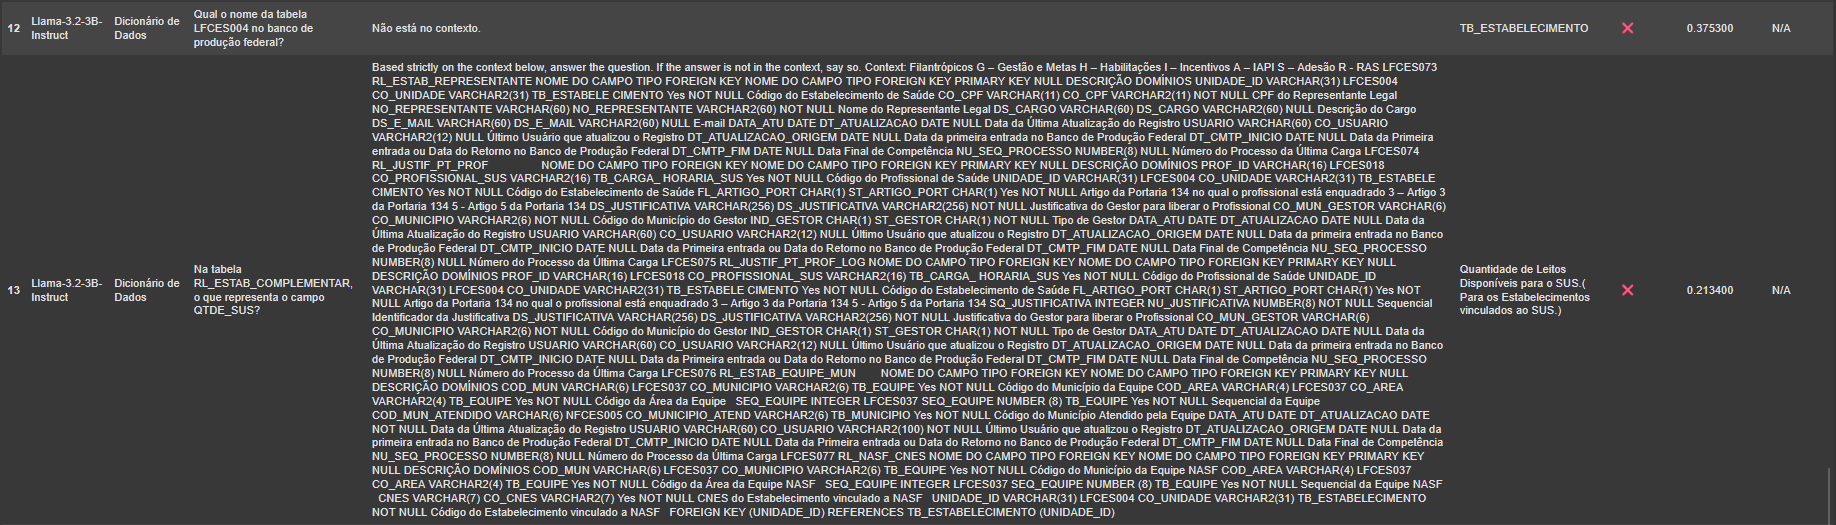 12
Llama-3.2-3B-
Instruct
Dicionário de
Dados
Qual o nome da tabela
LFCES004 no banco de
produção federal?
Não está no contexto.
TB_ESTABELECIMENTO
❌
0.375300
N/A
13
Llama-3.2-3B-
Instruct
Dicionário de
Dados
Na tabela
RL_ESTAB_COMPLEMENTAR,
o que representa o campo
QTDE_SUS?
Based strictly on the context below, answer the question. If the answer is not in the context, say so. Context: Filantrópicos G – Gestão e Metas H – Habilitações I – Incentivos A – IAPI S – Adesão R - RAS LFCES073
RL_ESTAB_REPRESENTANTE NOME DO CAMPO TIPO FOREIGN KEY NOME DO CAMPO TIPO FOREIGN KEY PRIMARY KEY NULL DESCRIÇÃO DOMÍNIOS UNIDADE_ID VARCHAR(31) LFCES004
CO_UNIDADE VARCHAR2(31) TB_ESTABELE CIMENTO Yes NOT NULL Código do Estabelecimento de Saúde CO_CPF VARCHAR(11) CO_CPF VARCHAR2(11) NOT NULL CPF do Representante Legal
NO_REPRESENTANTE VARCHAR(60) NO_REPRESENTANTE VARCHAR2(60) NOT NULL Nome do Representante Legal DS_CARGO VARCHAR(60) DS_CARGO VARCHAR2(60) NULL Descrição do Cargo
DS_E_MAIL VARCHAR(60) DS_E_MAIL VARCHAR2(60) NULL E-mail DATA_ATU DATE DT_ATUALIZACAO DATE NULL Data da Última Atualização do Registro USUARIO VARCHAR(60) CO_USUARIO
VARCHAR2(12) NULL Último Usuário que atualizou o Registro DT_ATUALIZACAO_ORIGEM DATE NULL Data da primeira entrada no Banco de Produção Federal DT_CMTP_INICIO DATE NULL Data da Primeira
entrada ou Data do Retorno no Banco de Produção Federal DT_CMTP_FIM DATE NULL Data Final de Competência NU_SEQ_PROCESSO NUMBER(8) NULL Número do Processo da Última Carga LFCES074
RL_JUSTIF_PT_PROF NOME DO CAMPO TIPO FOREIGN KEY NOME DO CAMPO TIPO FOREIGN KEY PRIMARY KEY NULL DESCRIÇÃO DOMÍNIOS PROF_ID VARCHAR(16) LFCES018
CO_PROFISSIONAL_SUS VARCHAR2(16) TB_CARGA_ HORARIA_SUS Yes NOT NULL Código do Profissional de Saúde UNIDADE_ID VARCHAR(31) LFCES004 CO_UNIDADE VARCHAR2(31) TB_ESTABELE
CIMENTO Yes NOT NULL Código do Estabelecimento de Saúde FL_ARTIGO_PORT CHAR(1) ST_ARTIGO_PORT CHAR(1) Yes NOT NULL Artigo da Portaria 134 no qual o profissional está enquadrado 3 – Artigo 3
da Portaria 134 5 - Artigo 5 da Portaria 134 DS_JUSTIFICATIVA VARCHAR(256) DS_JUSTIFICATIVA VARCHAR2(256) NOT NULL Justificativa do Gestor para liberar o Profissional CO_MUN_GESTOR VARCHAR(6)
CO_MUNICIPIO VARCHAR2(6) NOT NULL Código do Município do Gestor IND_GESTOR CHAR(1) ST_GESTOR CHAR(1) NOT NULL Tipo de Gestor DATA_ATU DATE DT_ATUALIZACAO DATE NULL Data da
Última Atualização do Registro USUARIO VARCHAR(60) CO_USUARIO VARCHAR2(12) NULL Último Usuário que atualizou o Registro DT_ATUALIZACAO_ORIGEM DATE NULL Data da primeira entrada no Banco
de Produção Federal DT_CMTP_INICIO DATE NULL Data da Primeira entrada ou Data do Retorno no Banco de Produção Federal DT_CMTP_FIM DATE NULL Data Final de Competência NU_SEQ_PROCESSO
NUMBER(8) NULL Número do Processo da Última Carga LFCES075 RL_JUSTIF_PT_PROF_LOG NOME DO CAMPO TIPO FOREIGN KEY NOME DO CAMPO TIPO FOREIGN KEY PRIMARY KEY NULL
DESCRIÇÃO DOMÍNIOS PROF_ID VARCHAR(16) LFCES018 CO_PROFISSIONAL_SUS VARCHAR2(16) TB_CARGA_ HORARIA_SUS Yes NOT NULL Código do Profissional de Saúde UNIDADE_ID
VARCHAR(31) LFCES004 CO_UNIDADE VARCHAR2(31) TB_ESTABELE CIMENTO Yes NOT NULL Código do Estabelecimento de Saúde FL_ARTIGO_PORT CHAR(1) ST_ARTIGO_PORT CHAR(1) Yes NOT
NULL Artigo da Portaria 134 no qual o profissional está enquadrado 3 – Artigo 3 da Portaria 134 5 - Artigo 5 da Portaria 134 SQ_JUSTIFICATIVA INTEGER NU_JUSTIFICATIVA NUMBER(8) NOT NULL Sequencial
Identificador da Justificativa DS_JUSTIFICATIVA VARCHAR(256) DS_JUSTIFICATIVA VARCHAR2(256) NOT NULL Justificativa do Gestor para liberar o Profissional CO_MUN_GESTOR VARCHAR(6)
CO_MUNICIPIO VARCHAR2(6) NOT NULL Código do Município do Gestor IND_GESTOR CHAR(1) ST_GESTOR CHAR(1) NOT NULL Tipo de Gestor DATA_ATU DATE DT_ATUALIZACAO DATE NULL Data da
Última Atualização do Registro USUARIO VARCHAR(60) CO_USUARIO VARCHAR2(12) NULL Último Usuário que atualizou o Registro DT_ATUALIZACAO_ORIGEM DATE NULL Data da primeira entrada no Banco
de Produção Federal DT_CMTP_INICIO DATE NULL Data da Primeira entrada ou Data do Retorno no Banco de Produção Federal DT_CMTP_FIM DATE NULL Data Final de Competência NU_SEQ_PROCESSO
NUMBER(8) NULL Número do Processo da Última Carga LFCES076 RL_ESTAB_EQUIPE_MUN NOME DO CAMPO TIPO FOREIGN KEY NOME DO CAMPO TIPO FOREIGN KEY PRIMARY KEY NULL
DESCRIÇÃO DOMÍNIOS COD_MUN VARCHAR(6) LFCES037 CO_MUNICIPIO VARCHAR2(6) TB_EQUIPE Yes NOT NULL Código do Município da Equipe COD_AREA VARCHAR(4) LFCES037 CO_AREA
VARCHAR2(4) TB_EQUIPE Yes NOT NULL Código da Área da Equipe SEQ_EQUIPE INTEGER LFCES037 SEQ_EQUIPE NUMBER (8) TB_EQUIPE Yes NOT NULL Sequencial da Equipe
COD_MUN_ATENDIDO VARCHAR(6) NFCES005 CO_MUNICIPIO_ATEND VARCHAR2(6) TB_MUNICIPIO Yes NOT NULL Código do Município Atendido pela Equipe DATA_ATU DATE DT_ATUALIZACAO DATE
NOT NULL Data da Última Atualização do Registro USUARIO VARCHAR(60) CO_USUARIO VARCHAR2(100) NOT NULL Último Usuário que atualizou o Registro DT_ATUALIZACAO_ORIGEM DATE NULL Data da
primeira entrada no Banco de Produção Federal DT_CMTP_INICIO DATE NULL Data da Primeira entrada ou Data do Retorno no Banco de Produção Federal DT_CMTP_FIM DATE NULL Data Final de Competência
NU_SEQ_PROCESSO NUMBER(8) NULL Número do Processo da Última Carga LFCES077 RL_NASF_CNES NOME DO CAMPO TIPO FOREIGN KEY NOME DO CAMPO TIPO FOREIGN KEY PRIMARY KEY
NULL DESCRIÇÃO DOMÍNIOS COD_MUN VARCHAR(6) LFCES037 CO_MUNICIPIO VARCHAR2(6) TB_EQUIPE Yes NOT NULL Código do Município da Equipe NASF COD_AREA VARCHAR(4) LFCES037
CO_AREA VARCHAR2(4) TB_EQUIPE Yes NOT NULL Código da Área da Equipe NASF SEQ_EQUIPE INTEGER LFCES037 SEQ_EQUIPE NUMBER (8) TB_EQUIPE Yes NOT NULL Sequencial da Equipe NASF
CNES VARCHAR(7) CO_CNES VARCHAR2(7) Yes NOT NULL CNES do Estabelecimento vinculado a NASF UNIDADE_ID VARCHAR(31) LFCES004 CO_UNIDADE VARCHAR2(31) TB_ESTABELECIMENTO
NOT NULL Código do Estabelecimento vinculado a NASF FOREIGN KEY (UNIDADE_ID) REFERENCES TB_ESTABELECIMENTO (UNIDADE_ID)
Quantidade de Leitos
Disponíveis para o SUS.(
Para os Estabelecimentos
vinculados ao SUS.)
❌
0.213400
N/A